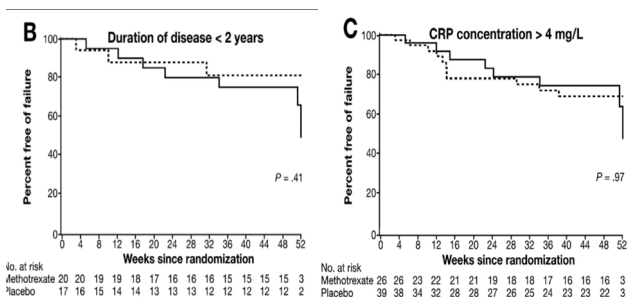 B
Duration of disease < 2 years
Percent free of failure
100
80
60
40
20
0
P = .41
0 4 8 12 16 20 24 28 32 36 40 44 48 52
Weeks since randomization
No. at risk
Methotrexate 20 20 19 19 18 17 16 16 16 15 15 15 15 3
Placebo 17 16 15 14 14 13 13 13 12 12 12 12 12 2
C
CRP concentration > 4 mg/L
Percent free of failure
100
80
60
40
20
0
P = .97
0 4 8 12 16 20 24 28 32 36 40 44 48 52
Weeks since randomization
No. at risk
Methotrexate 26 26 23 22 21 21 19 18 18 17 16 16 16 3
Placebo 39 38 34 32 28 28 27 26 25 24 23 23 22 3